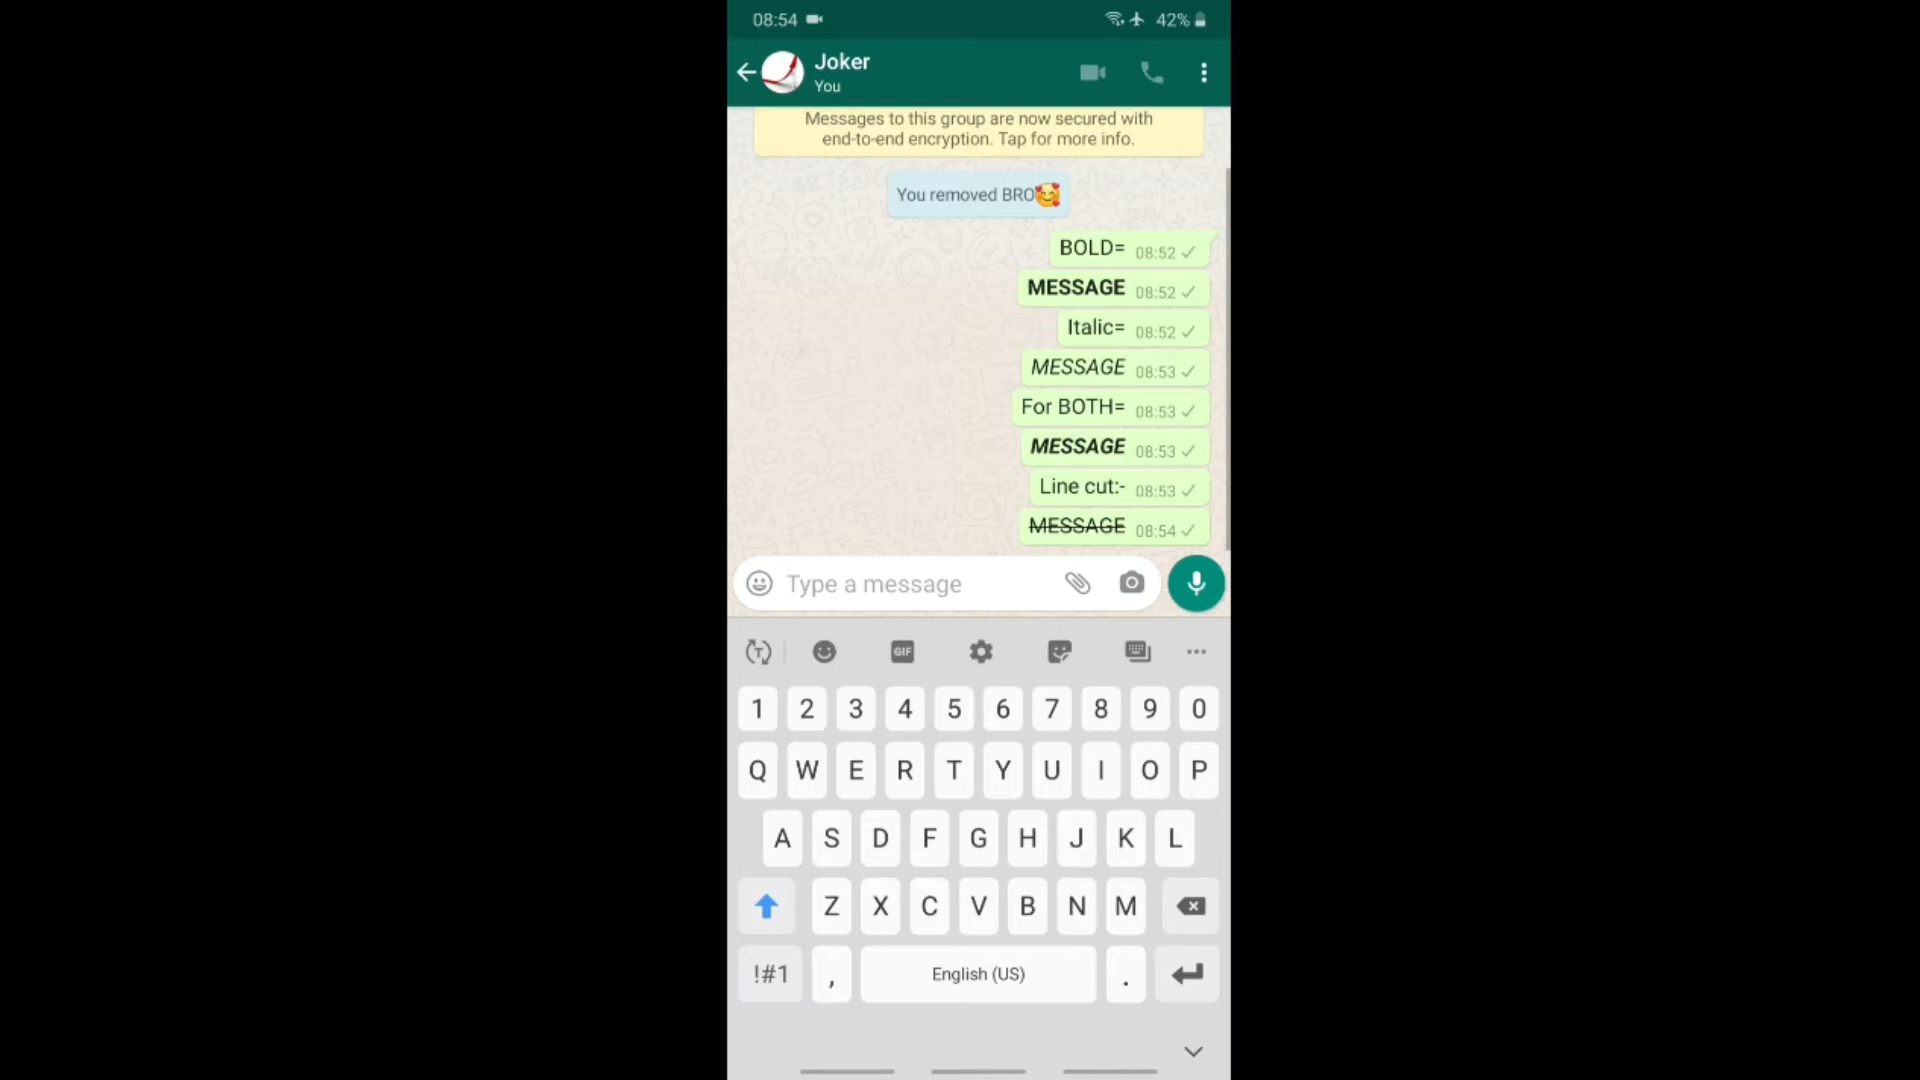 08:54 42%
Joker
You
Messages to this group are now secured with
end-to-end encryption. Tap for more info.
You removed BRO🥰
BOLD= 08:52
MESSAGE 08:52
Italic= 08:52
MESSAGE 08:53
For BOTH= 08:53
MESSAGE 08:53
Line cut:- 08:53
MESSAGE 08:54
Type a message
T GIF
1 2 3 4 5 6 7 8 9 0
Q W E R T Y U I O P
A S D F G H J K L
Z X C V B N M
!#1 , English (US) .